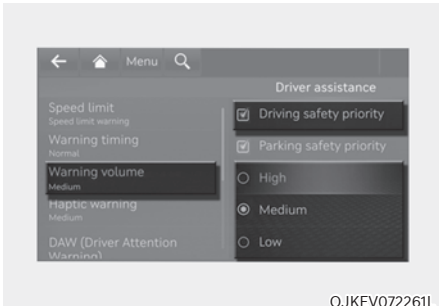 Menu
Driver assistance
Speed limit
Speed limit warning
Warning timing
Normal
Warning volume
Medium
Haptic warning
Medium
DAW (Driver Attention
Warning)
Driving safety priority
Parking safety priority
High
Medium
Low
OJKEV072261L